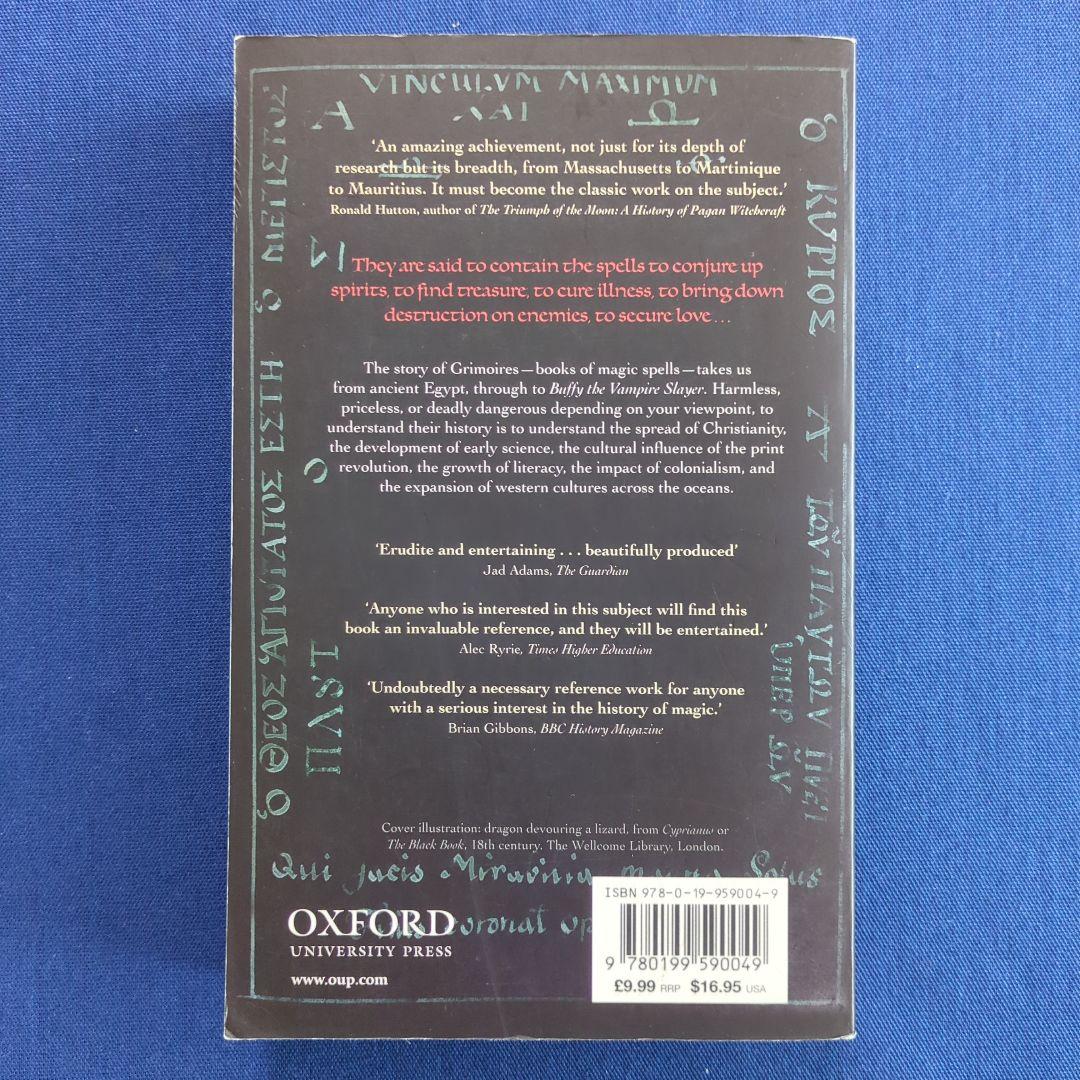 VINCULVM MAXIMUM
ΛΑΙ
'An amazing achievement, not just for its depth of
research but its breadth, from Massachusetts to Martinique
to Mauritius. It must become the classic work on the subject.'
Ronald Hutton, author of The Triumph of the Moon: A History of Pagan Witchcraft
They are said to contain the spells to conjure up
spirits, to find treasure, to cure illness, to bring down
destruction on enemies, to secure love ...
The story of Grimoires—books of magic spells—takes us
from ancient Egypt, through to Buffy the Vampire Slayer. Harmless,
priceless, or deadly dangerous depending on your viewpoint, to
understand their history is to understand the spread of Christianity,
the development of early science, the cultural influence of the print
revolution, the growth of literacy, the impact of colonialism, and
the expansion of western cultures across the oceans.
'Erudite and entertaining . . . beautifully produced'
Jad Adams, The Guardian
'Anyone who is interested in this subject will find this
book an invaluable reference, and they will be entertained.'
Alec Ryrie, Times Higher Education
'Undoubtedly a necessary reference work for anyone
with a serious interest in the history of magic.'
Brian Gibbons, BBC History Magazine
Cover illustration: dragon devouring a lizard, from Cyprianus or
The Black Book, 18th century. The Wellcome Library, London.
Qui facis Miravilia Solus
coronat op
OXFORD
UNIVERSITY PRESS
www.oup.com
ISBN 978-0-19-959004-9
9 780199 590049
£9.99 RRP $16.95 USA
Ὁ ΘΕΟΣ ἉΓΙΩΤΑΤΟΣ ΕΣΤΗ Ὁ ΜΕΓΙΣΤΟΣ
Ὁ ΚΥΡΙΟΣ
ὙΠΕΡ